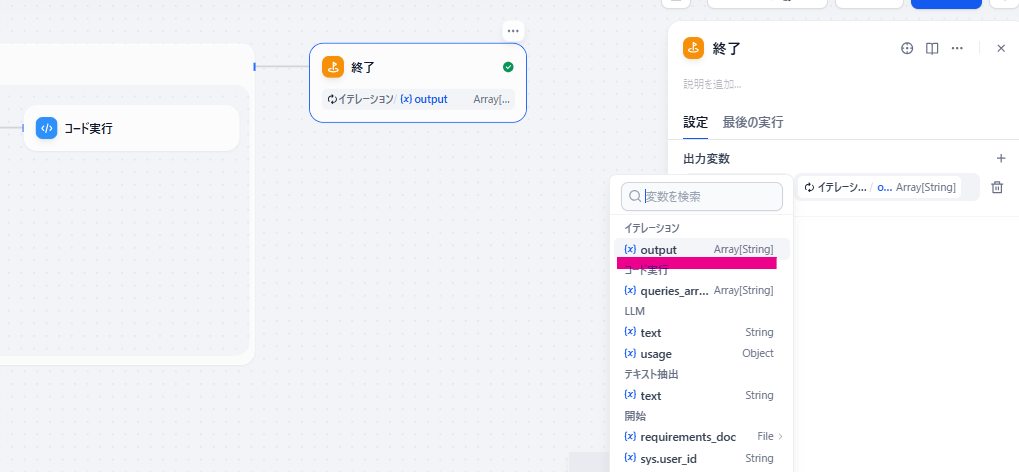 終了
イテレーション/ {x} output Array[...
コード実行
終了
説明を追加...
設定 最後の実行
出力変数
イテレーシ... / o... Array[String]
変数を検索
イテレーション
{x} output Array[String]
コード実行
{x} queries_arr... Array[String]
LLM
{x} text String
{x} usage Object
テキスト抽出
{x} text String
開始
{x} requirements_doc File
{x} sys.user_id String